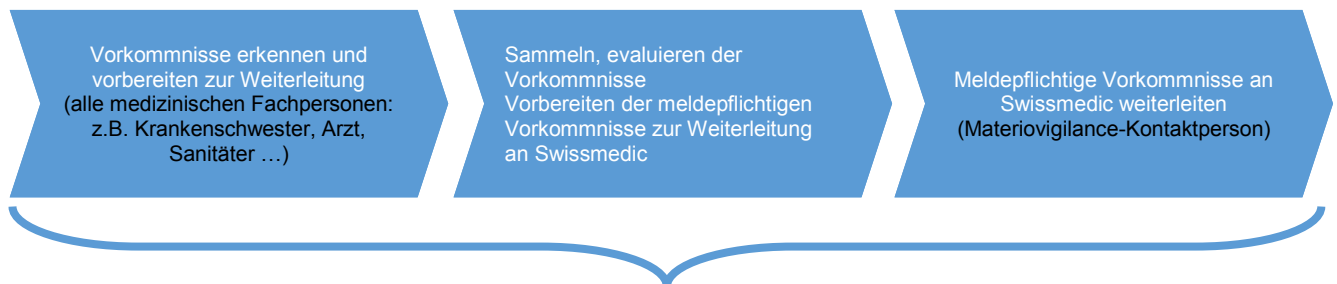 Vorkommnisse erkennen und
vorbereiten zur Weiterleitung
(alle medizinischen Fachpersonen:
z.B. Krankenschwester, Arzt,
Sanitäter …)
Sammeln, evaluieren der
Vorkommnisse
Vorbereiten der meldepflichtigen
Vorkommnisse zur Weiterleitung
an Swissmedic
Meldepflichtige Vorkommnisse an
Swissmedic weiterleiten
(Materiovigilance-Kontaktperson)